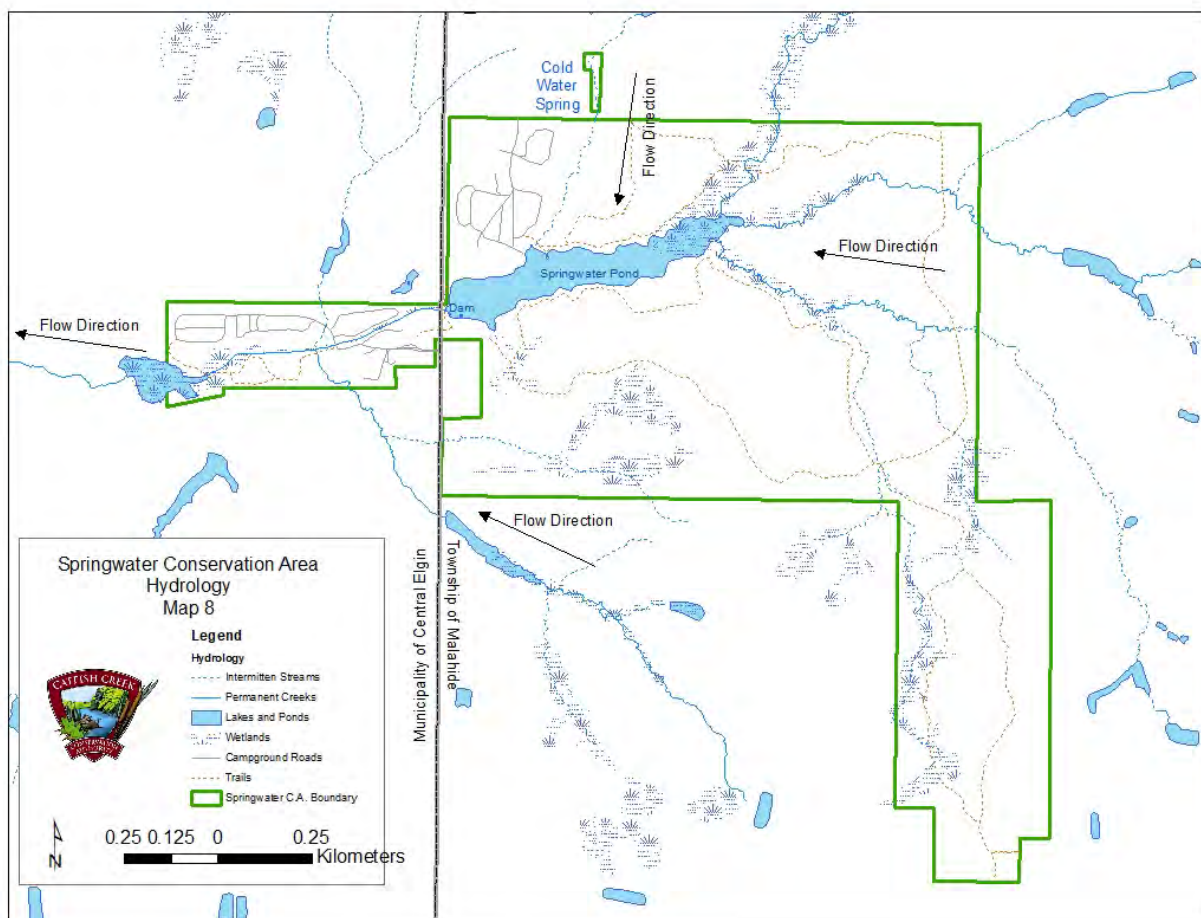 Cold
Water
Spring
Flow Direction
Flow Direction
Springwater Pond
Dam
Flow Direction
Flow Direction
Municipality of Central Elgin
Township of Malahide
Springwater Conservation Area
Hydrology
Map 8
Legend
Hydrology
Intermitten Streams
Permanent Creeks
Lakes and Ponds
Wetlands
Campground Roads
Trails
Springwater C.A. Boundary
CATFISH CREEK
0.25 0.125 0 0.25
Kilometers
N